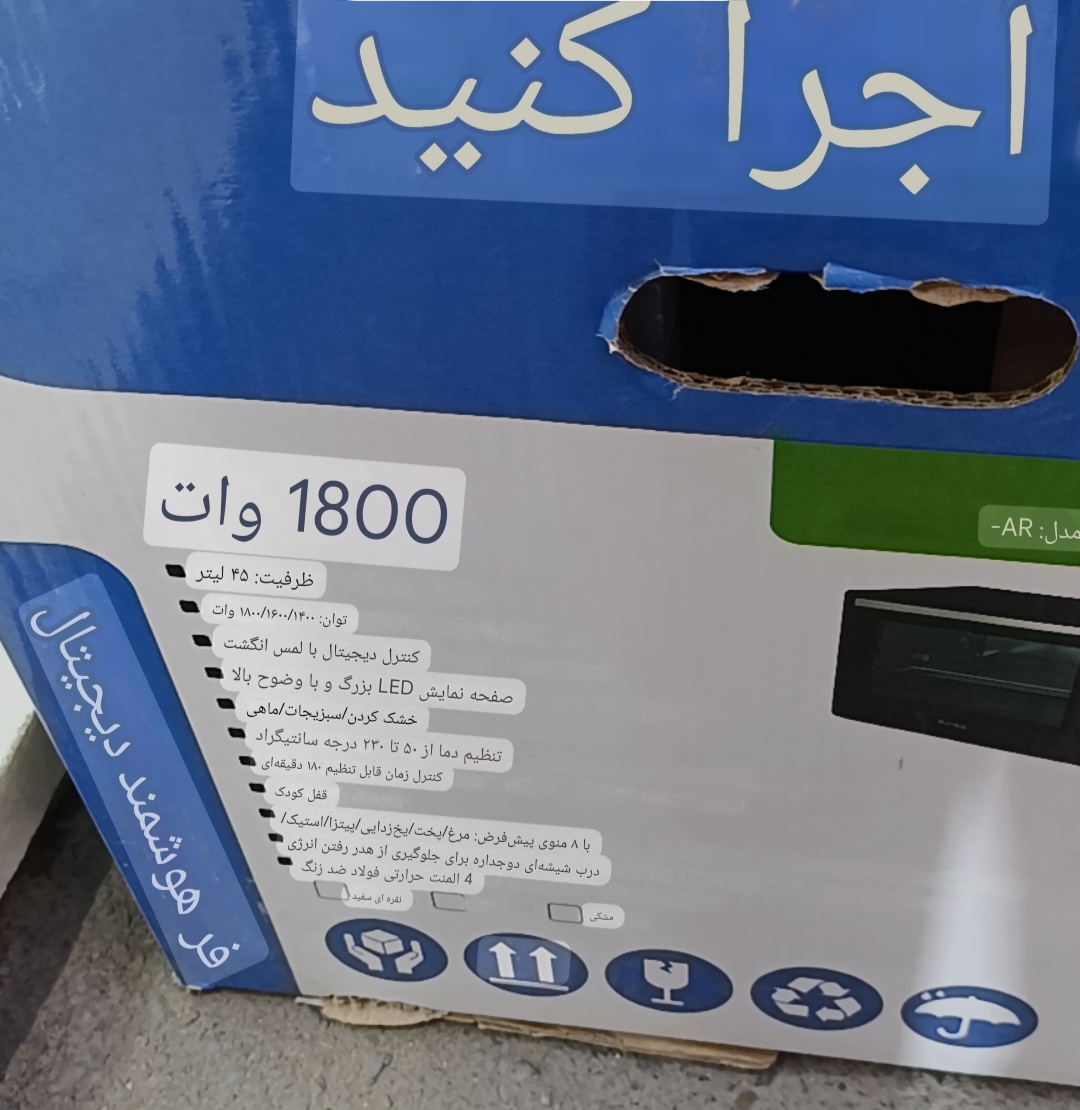 اجرا کنید
1800 وات
مدل: AR-
ظرفیت: ۴۵ لیتر
توان: ۱۸۰۰/۱۶۰۰/۱۴۰۰ وات
کنترل دیجیتال با لمس انگشت
صفحه نمایش LED بزرگ و با وضوح بالا
خشک کردن/سبزیجات/ماهی
تنظیم دما از ۵۰ تا ۲۳۰ درجه سانتیگراد
کنترل زمان قابل تنظیم ۱۸۰ دقیقه‌ای
قفل کودک
با ۸ منوی پیش‌فرض: مرغ/پخت/یخ‌زدایی/پیتزا/استیک/
درب شیشه‌ای دوجداره برای جلوگیری از هدر رفتن انرژی
4 المنت حرارتی فولاد ضد زنگ
مشکی
نقره ای سفید
فر هوشمند دیجیتال